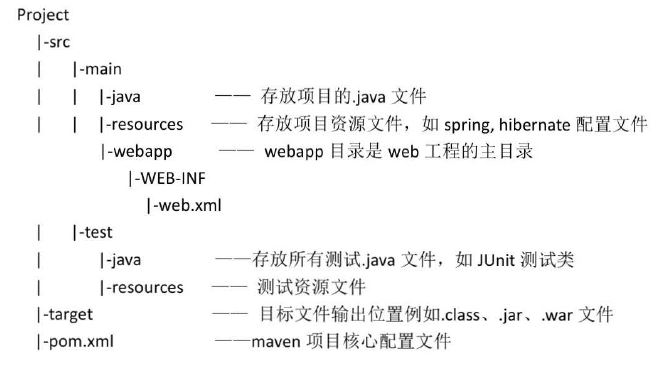 Project
|-src
| |-main
| | |-java —— 存放项目的.java 文件
| | |-resources —— 存放项目资源文件，如 spring, hibernate 配置文件
|-webapp —— webapp 目录是 web 工程的主目录
|-WEB-INF
|-web.xml
| |-test
| |-java ——存放所有测试.java 文件，如 JUnit 测试类
| |-resources —— 测试资源文件
|-target —— 目标文件输出位置例如.class、.jar、.war 文件
|-pom.xml ——maven 项目核心配置文件